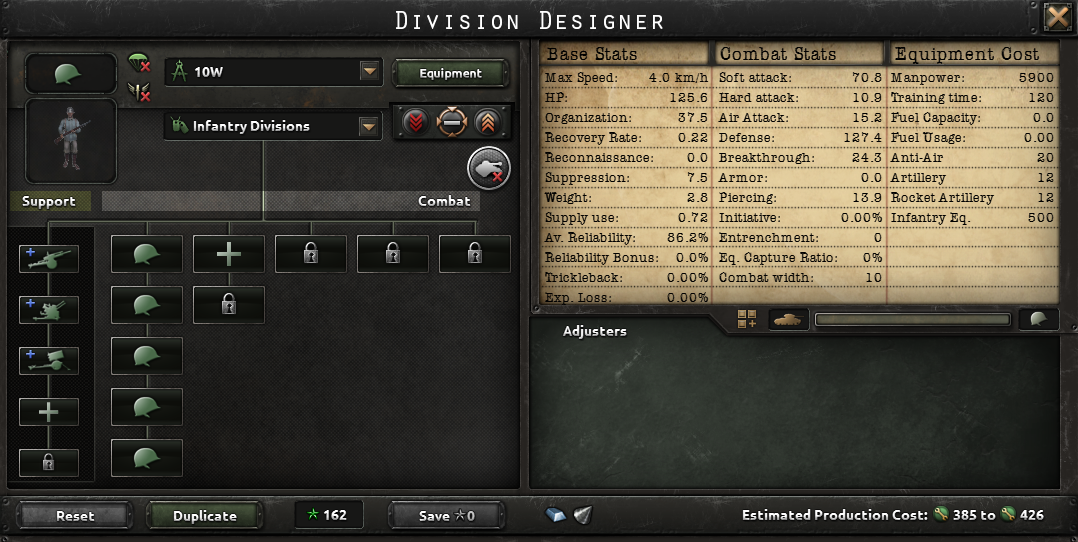 Division Designer
10W
Equipment
Infantry Divisions
Support
Combat
Base Stats
Max Speed: 4.0 km/h
HP: 125.6
Organization: 37.5
Recovery Rate: 0.22
Reconnaissance: 0.0
Suppression: 7.5
Weight: 2.8
Supply use: 0.72
Av. Reliability: 86.2%
Reliability Bonus: 0.0%
Trickleback: 0.00%
Exp. Loss: 0.00%
Combat Stats
Soft attack: 70.8
Hard attack: 10.9
Air Attack: 15.2
Defense: 127.4
Breakthrough: 24.3
Armor: 0.0
Piercing: 13.9
Initiative: 0.00%
Entrenchment: 0
Eq. Capture Ratio: 0%
Combat width: 10
Equipment Cost
Manpower: 5900
Training time: 120
Fuel Capacity: 0.0
Fuel Usage: 0.00
Anti-Air 20
Artillery 12
Rocket Artillery 12
Infantry Eq. 500
Adjusters
Reset
Duplicate
162
Save 0
Estimated Production Cost: 385 to 426